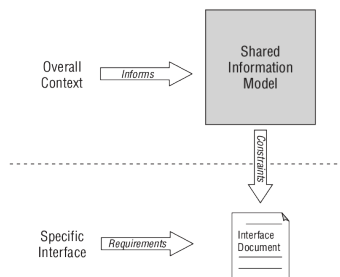 Overall
Context
Informs
Shared
Information
Model
Constraints
Specific
Interface
Requirements
Interface
Document